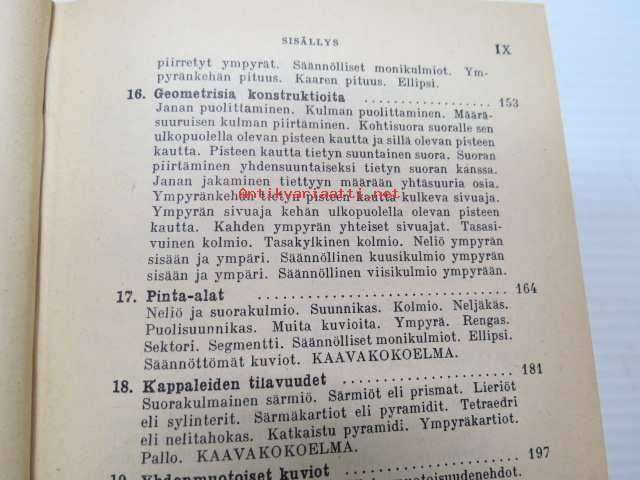 SISÄLLYS IX
piirretyt ympyrät. Säännölliset monikulmiot. Ym-
pyränkehän pituus. Kaaren pituus. Ellipsi.
16. Geometrisia konstruktioita .................... 153
Janan puolittaminen. Kulman puolittaminen. Määrä-
suuruisen kulman piirtäminen. Kohtisuora suoralle sen
ulkopuolella olevan pisteen kautta ja sillä olevan pisteen
kautta. Pisteen kautta tietyn suuntainen suora. Suoran
piirtäminen yhdensuuntaiseksi tietyn suoran kanssa.
Janan jakaminen tiettyyn määrään yhtäsuuria osia.
Antikvariaatti.net
Ympyränkehän tietyn pisteen kautta kulkeva sivuaja.
Ympyrän sivuaja kehän ulkopuolella olevan pisteen
kautta. Kahden ympyrän yhteiset sivuajat. Tasasi-
vuinen kolmio. Tasakylkinen kolmio. Neliö ympyrän
sisään ja ympäri. Säännöllinen kuusikulmio ympyrän
sisään ja ympäri. Säännöllinen viisikulmio ympyrään.
17. Pinta-alat .................... 164
Neliö ja suorakulmio. Suunnikas. Kolmio. Neljäkäs.
Puolisuunnikas. Muita kuvioita. Ympyrä. Rengas.
Sektori. Segmentti. Säännölliset monikulmiot. Ellipsi.
Säännöttömät kuviot. KAAVAKOKOELMA.
18. Kappaleiden tilavuudet .................... 181
Suorakulmainen särmiö. Särmiöt eli prismat. Lieriöt
eli sylinterit. Särmäkartiot eli pyramidit. Tetraedri
eli nelitahokas. Katkaistu pyramidi. Ympyräkartiot.
Pallo. KAAVAKOKOELMA.
19. Yhdenmuotoiset kuviot .................... 197